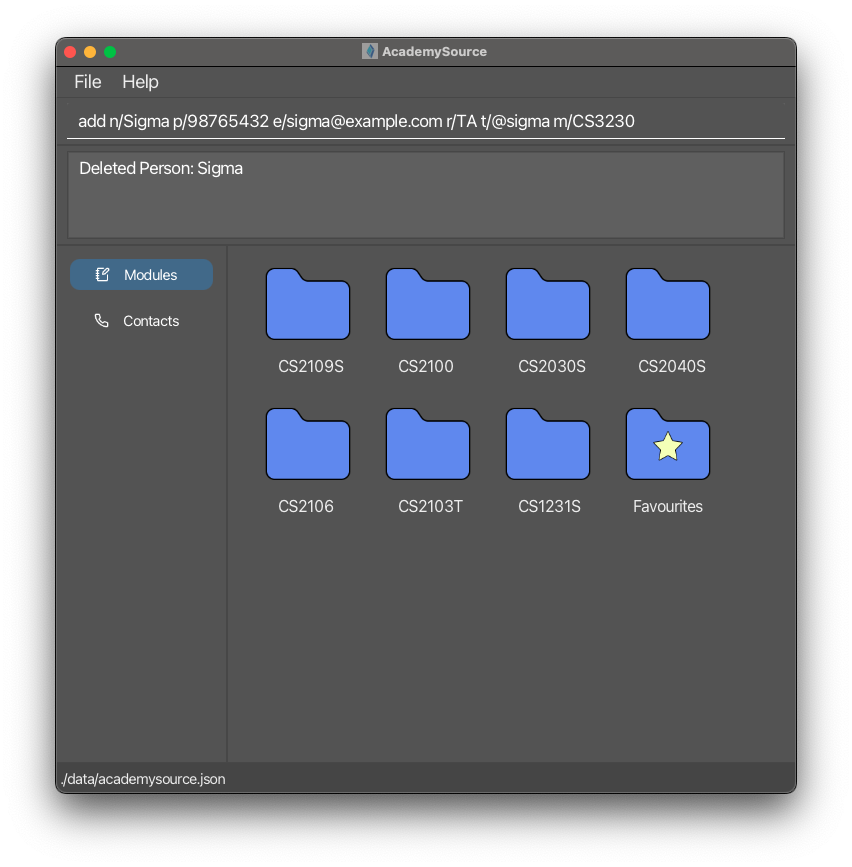 AcademySource
File Help
add n/Sigma p/98765432 e/sigma@example.com r/TA t/@sigma m/CS3230
Deleted Person: Sigma
Modules
Contacts
CS2109S CS2100 CS2030S CS2040S
CS2106 CS2103T CS1231S Favourites
./data/academysource.json